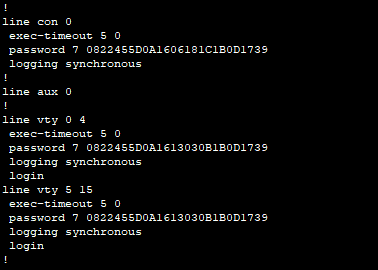 !
line con 0
 exec-timeout 5 0
 password 7 0822455D0A1606181C1B0D1739
 logging synchronous
!
line aux 0
!
line vty 0 4
 exec-timeout 5 0
 password 7 0822455D0A1613030B1B0D1739
 logging synchronous
 login
line vty 5 15
 exec-timeout 5 0
 password 7 0822455D0A1613030B1B0D1739
 logging synchronous
 login
!